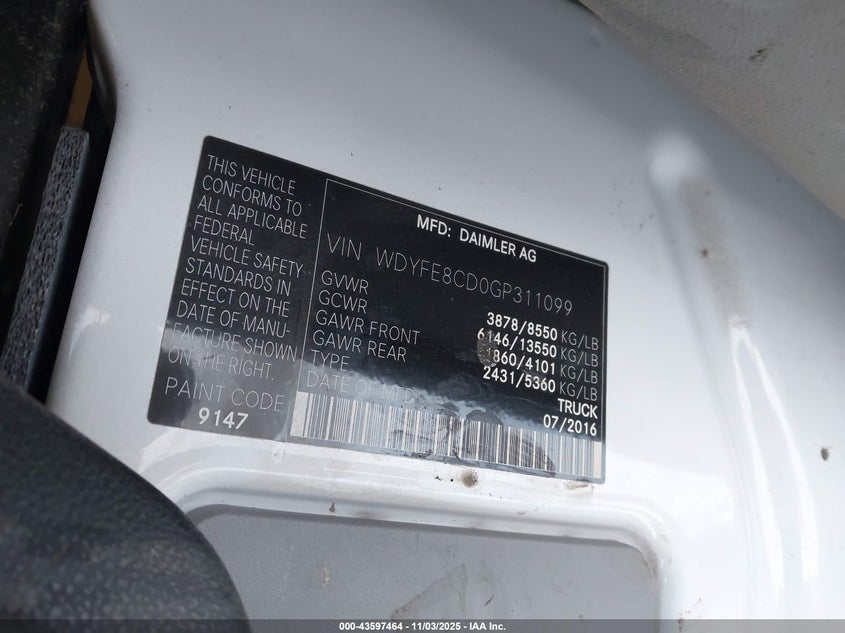 THIS VEHICLE
CONFORMS TO
ALL APPLICABLE
FEDERAL
VEHICLE SAFETY
STANDARDS IN
EFFECT ON THE
DATE OF MANU-
FACTURE SHOWN
ON THE RIGHT.
PAINT CODE
9147
MFD: DAIMLER AG
VIN WDYFE8CD0GP311099
GVWR 3878/8550 KG/LB
GCWR 6146/13550 KG/LB
GAWR FRONT 1860/4101 KG/LB
GAWR REAR 2431/5360 KG/LB
TYPE TRUCK
DATE OF MFD. 07/2016
000-43597464 - 11/03/2025 - IAA Inc.